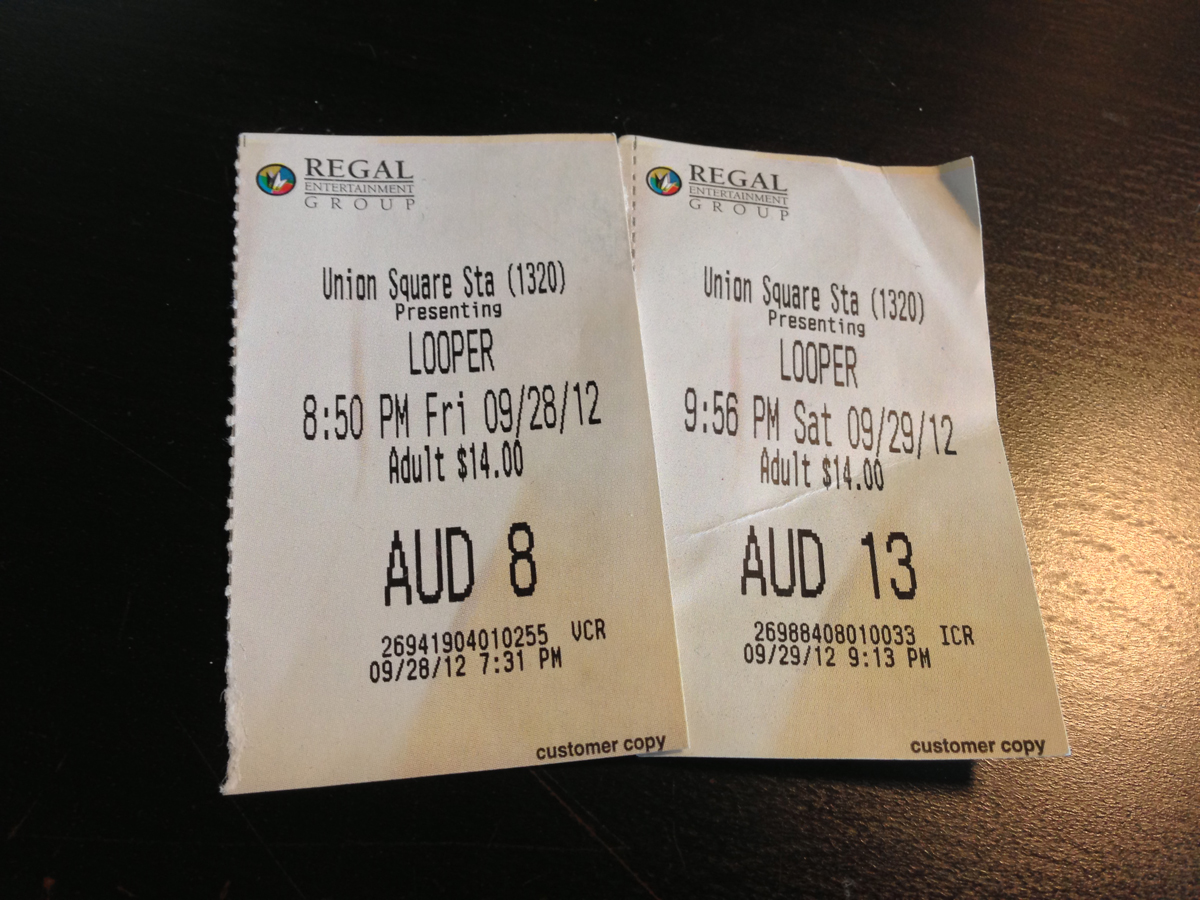 REGAL
ENTERTAINMENT
GROUP
Union Square Sta (1320)
Presenting
LOOPER
8:50 PM Fri 09/28/12
Adult $14.00
AUD 8
26941904010255 VCR
09/28/12 7:31 PM
customer copy
REGAL
ENTERTAINMENT
GROUP
Union Square Sta (1320)
Presenting
LOOPER
9:56 PM Sat 09/29/12
Adult $14.00
AUD 13
26988408010033 ICR
09/29/12 9:13 PM
customer copy